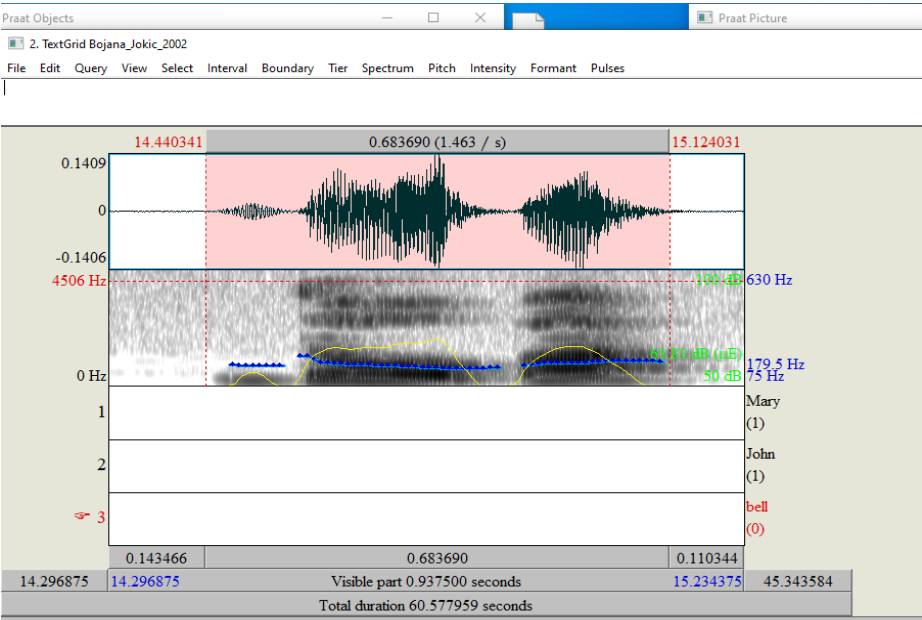 Praat Objects
Praat Picture
2. TextGrid Bojana_Jokic_2002
File Edit Query View Select Interval Boundary Tier Spectrum Pitch Intensity Formant Pulses
14.440341 0.683690 (1.463 / s) 15.124031
0.1409
0
-0.1406
4506 Hz 100 dB 630 Hz
dB (µE)
179.5 Hz
0 Hz 50 dB 75 Hz
1 Mary
(1)
2 John
(1)
3 bell
(0)
0.143466 0.683690 0.110344
14.296875 14.296875 Visible part 0.937500 seconds 15.234375 45.343584
Total duration 60.577959 seconds